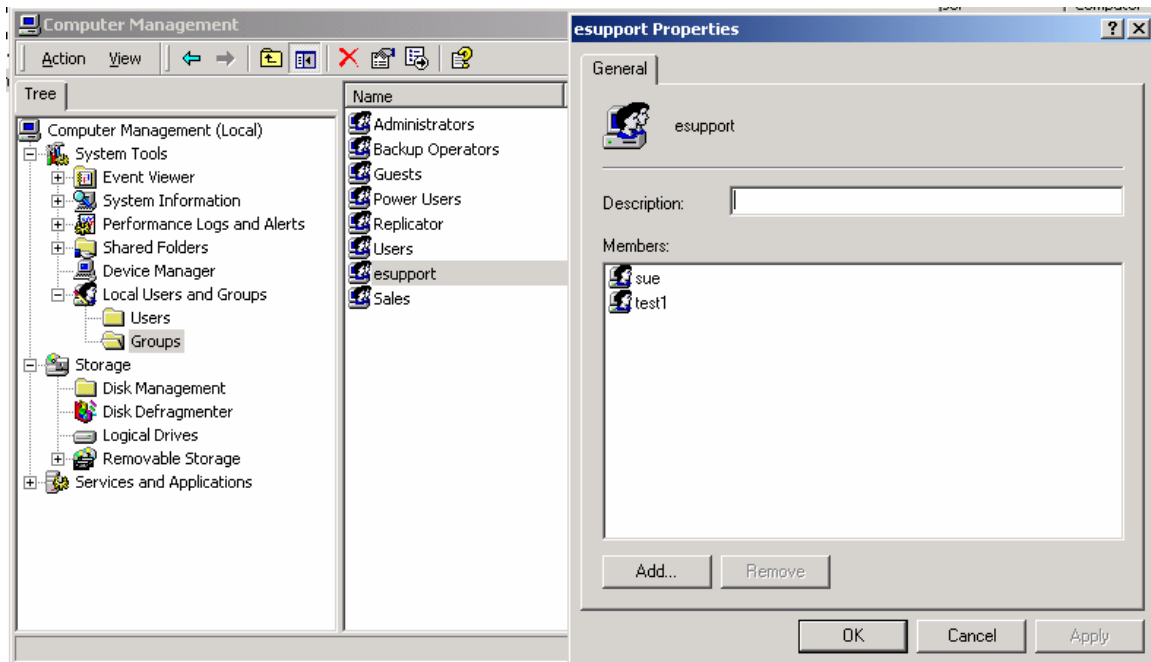 Computer Management
Action View
Tree
Computer Management (Local)
System Tools
Event Viewer
System Information
Performance Logs and Alerts
Shared Folders
Device Manager
Local Users and Groups
Users
Groups
Storage
Disk Management
Disk Defragmenter
Logical Drives
Removable Storage
Services and Applications
Name
Administrators
Backup Operators
Guests
Power Users
Replicator
Users
esupport
Sales
esupport Properties
General
esupport
Description:
Members:
sue
test1
Add... Remove
OK Cancel Apply